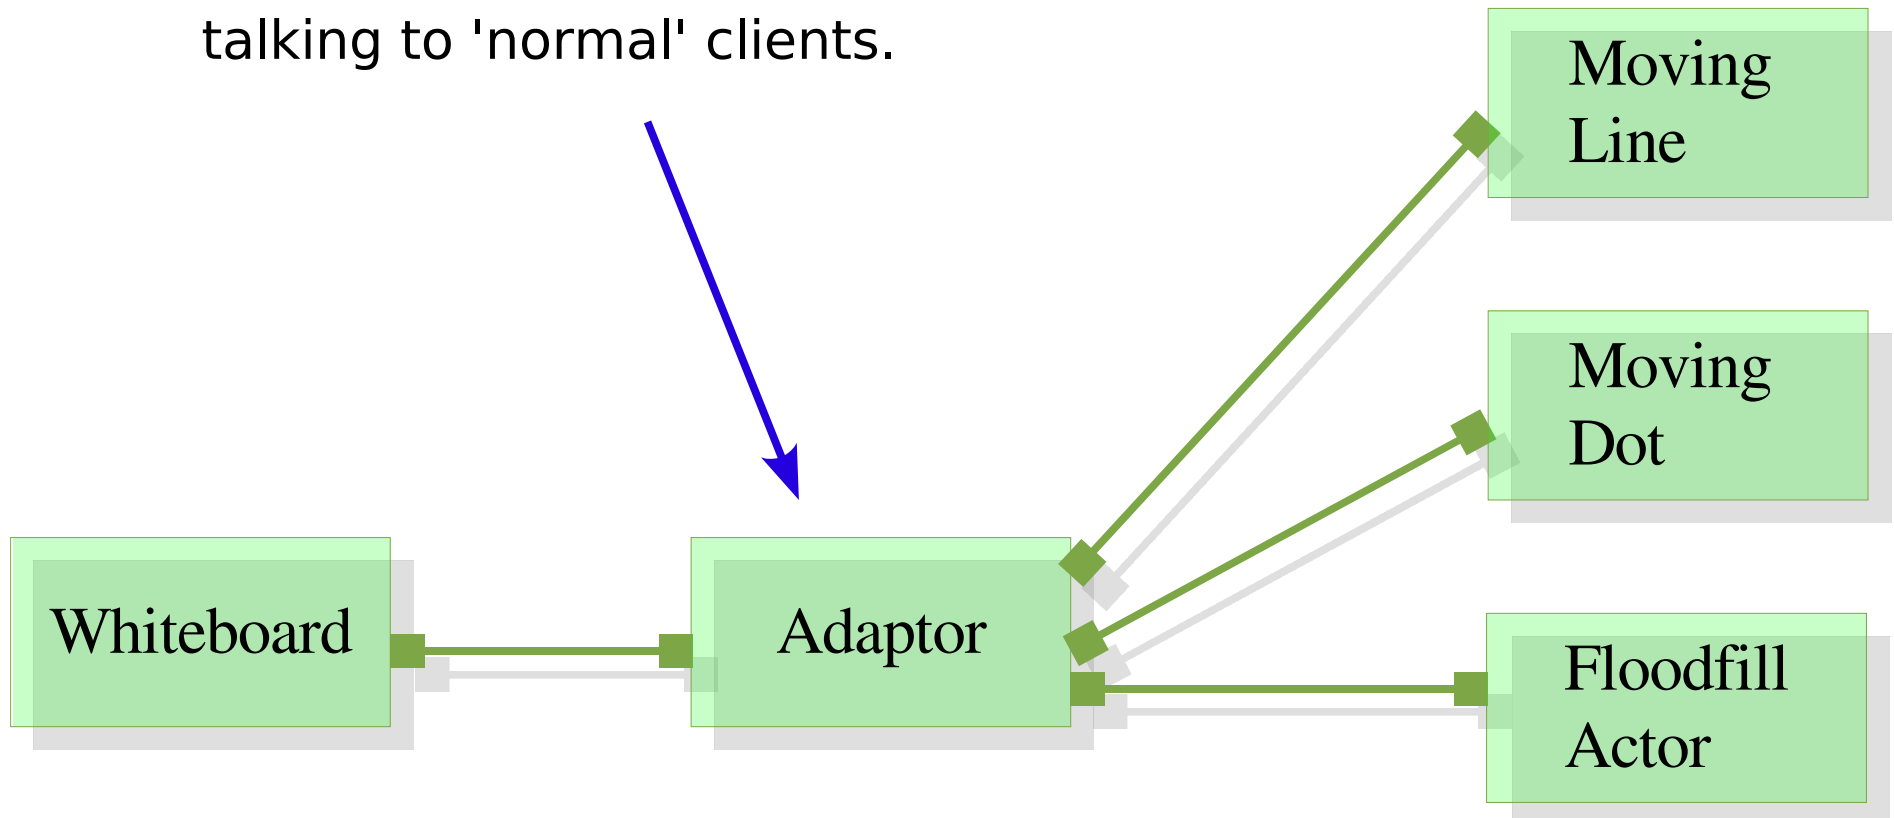 talking to 'normal' clients.
Moving
Line
Moving
Dot
Whiteboard
Adaptor
Floodfill
Actor